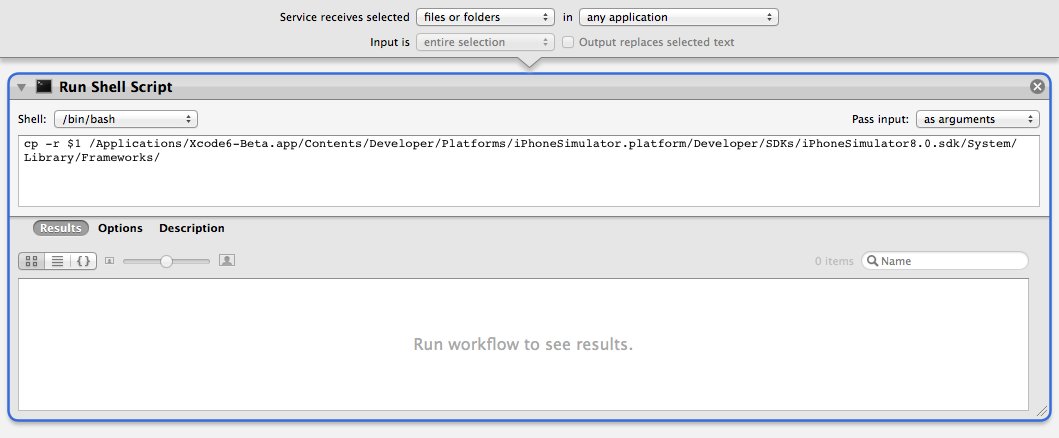 Service receives selected files or folders in any application
Input is entire selection Output replaces selected text
Run Shell Script
Shell: /bin/bash Pass input: as arguments
cp -r $1 /Applications/Xcode6-Beta.app/Contents/Developer/Platforms/iPhoneSimulator.platform/Developer/SDKs/iPhoneSimulator8.0.sdk/System/
Library/Frameworks/
Results Options Description
0 items Name
Run workflow to see results.